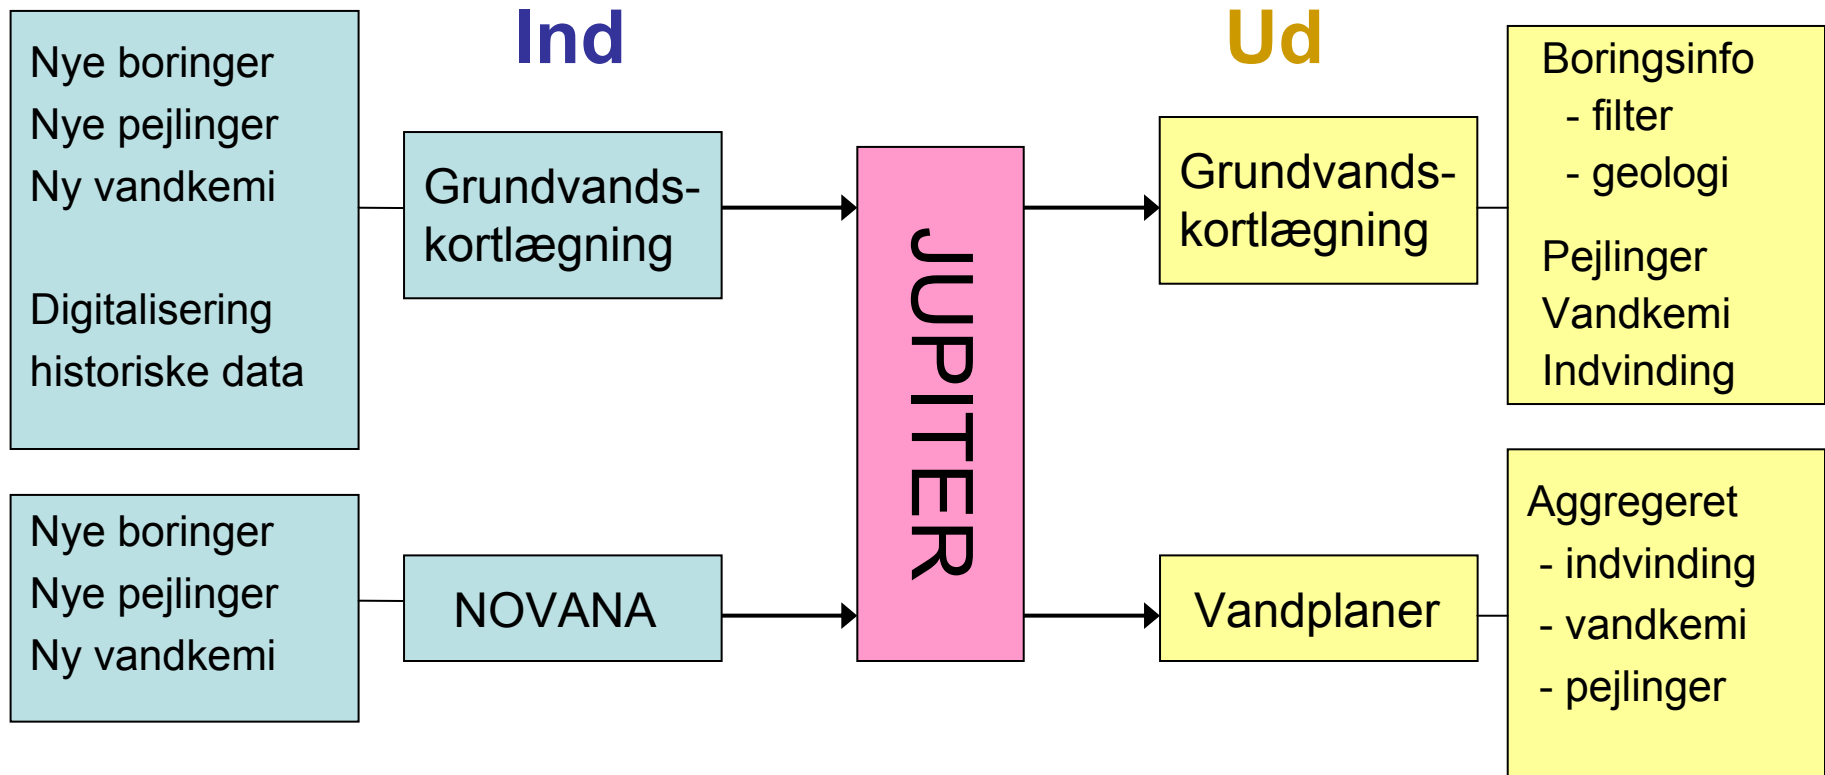 Ind
Ud
Nye boringer
Nye pejlinger
Ny vandkemi
Digitalisering
historiske data
Grundvands-
kortlægning
Nye boringer
Nye pejlinger
Ny vandkemi
NOVANA
JUPITER
Grundvands-
kortlægning
Boringsinfo
- filter
- geologi
Pejlinger
Vandkemi
Indvinding
Vandplaner
Aggregeret
- indvinding
- vandkemi
- pejlinger